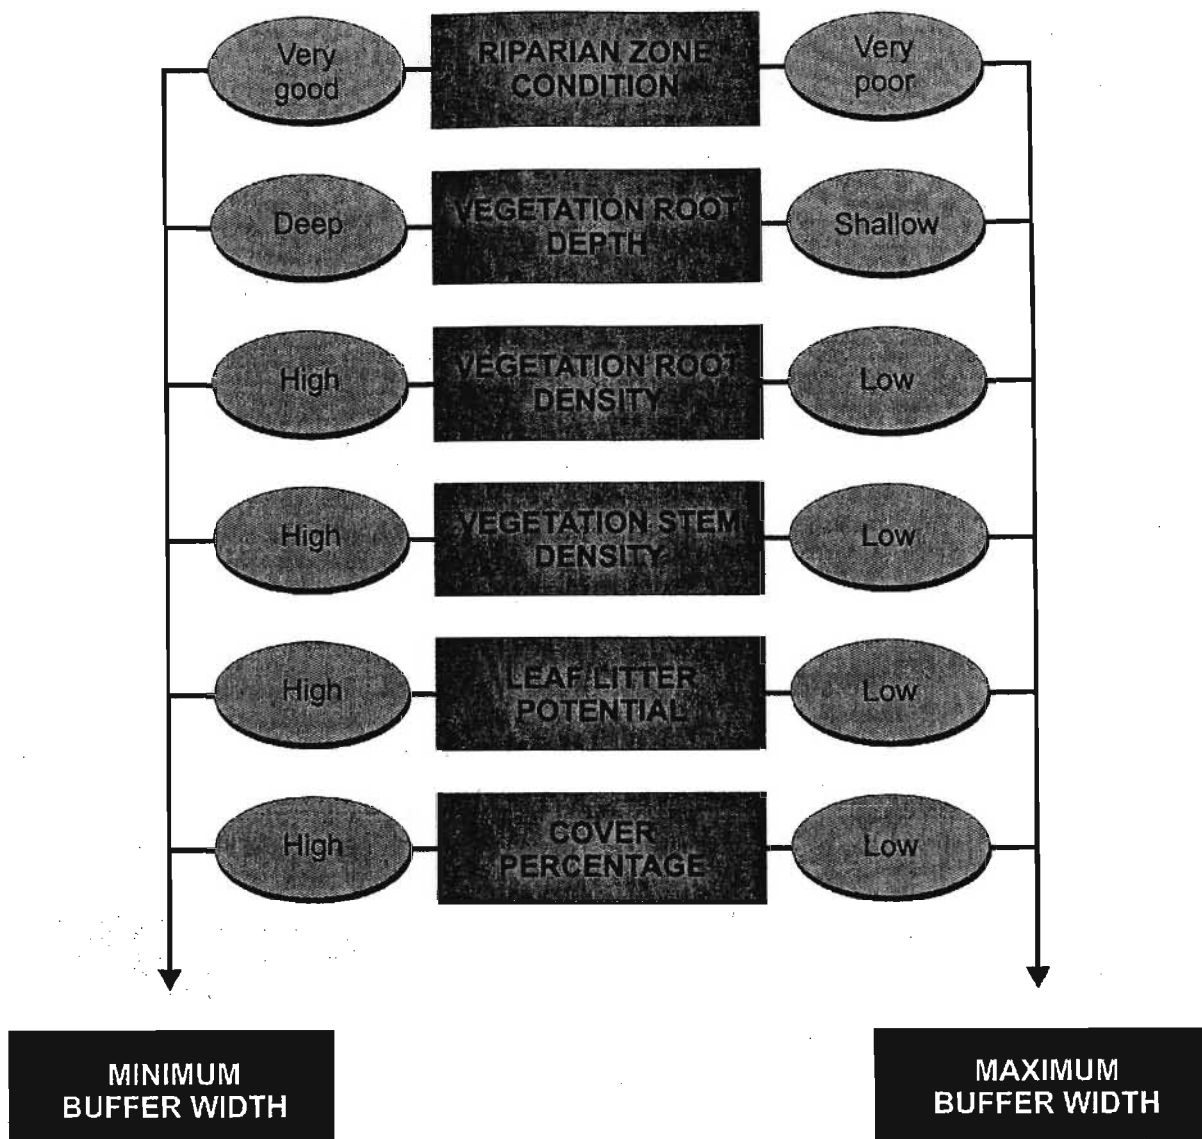 Very
good
RIPARIAN ZONE
CONDITION
Very
poor
Deep
VEGETATION ROOT
DEPTH
Shallow
High
VEGETATION ROOT
DENSITY
Low
High
VEGETATION STEM
DENSITY
Low
High
LEAF LITTER
POTENTIAL
Low
High
COVER
PERCENTAGE
Low
MINIMUM
BUFFER WIDTH
MAXIMUM
BUFFER WIDTH